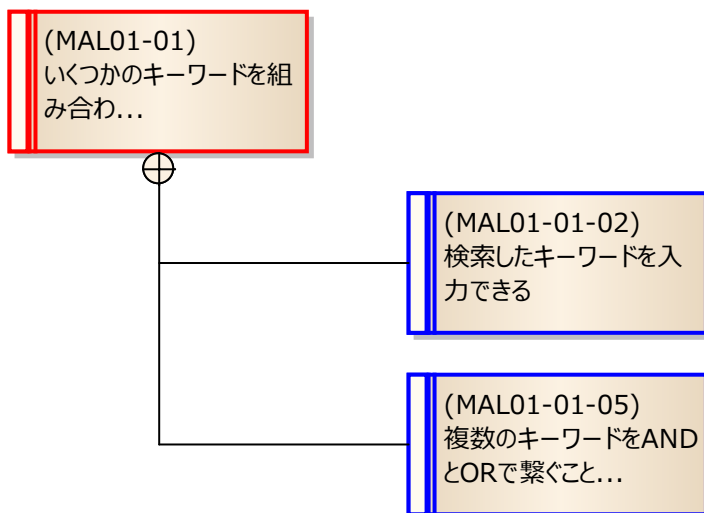 (MAL01-01)
いくつかのキーワードを組
み合わ...
(MAL01-01-02)
検索したキーワードを入
力できる
(MAL01-01-05)
複数のキーワードをAND
とORで繋ぐこと...